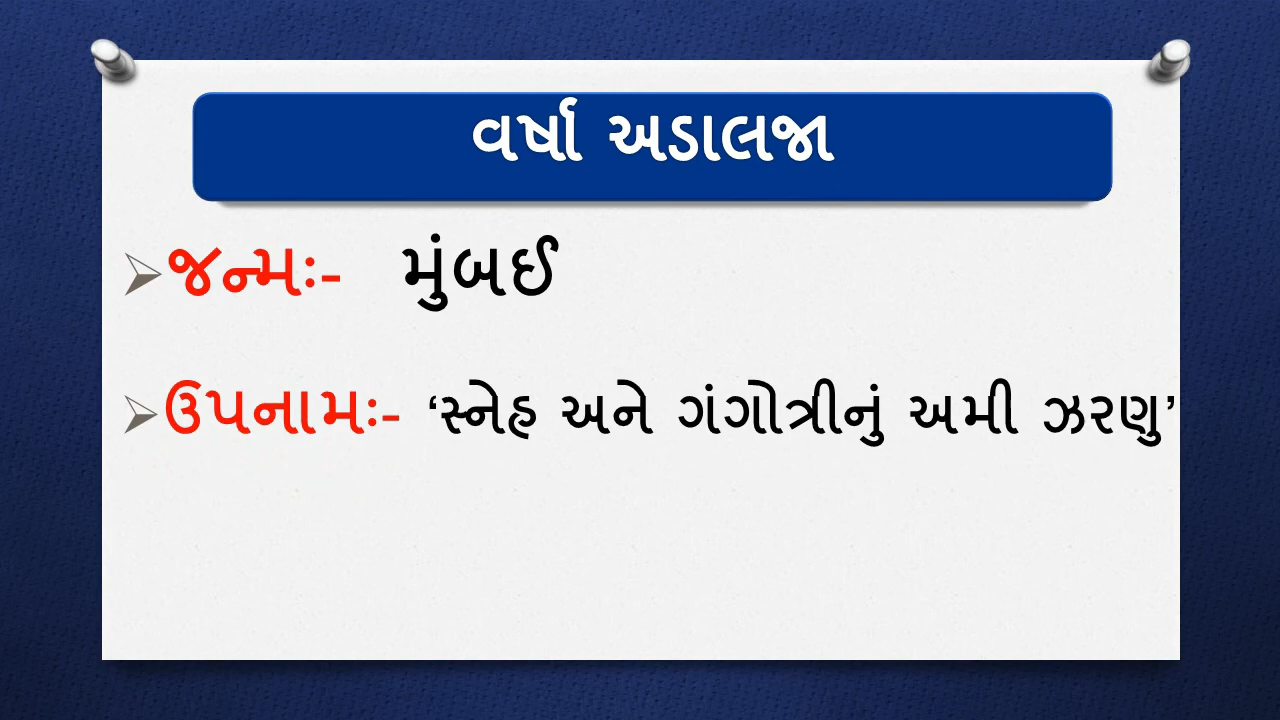 વર્ષા અડાલજા
જન્મઃ- મુંબઈ
ઉપનામઃ- ‘સ્નેહ અને ગંગોત્રીનું અમી ઝરણુ’